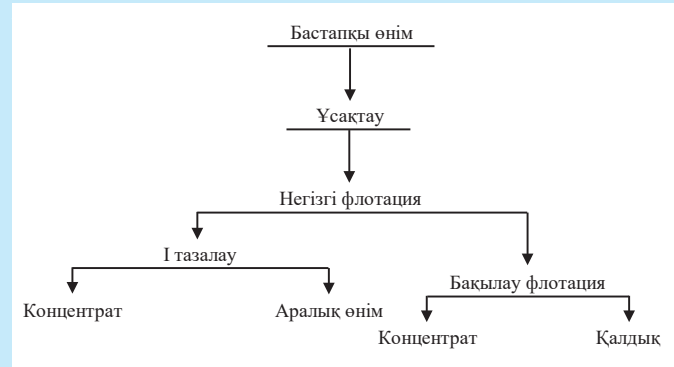 Бастапқы өнім
Ұсақтау
Негізгі флотация
I тазалау
Бақылау флотация
Концентрат
Аралық өнім
Концентрат
Қалдық